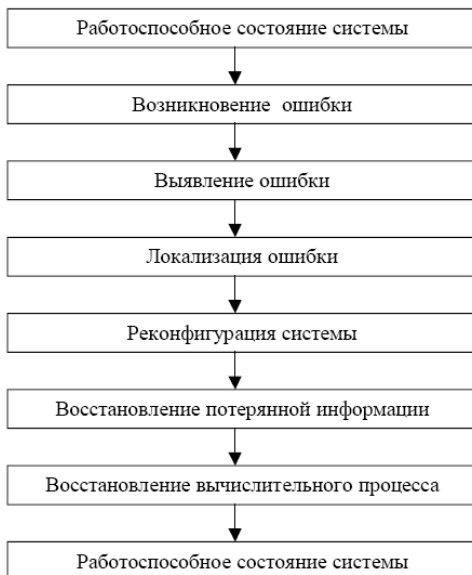 Работоспособное состояние системы
Возникновение ошибки
Выявление ошибки
Локализация ошибки
Реконфигурация системы
Восстановление потерянной информации
Восстановление вычислительного процесса
Работоспособное состояние системы